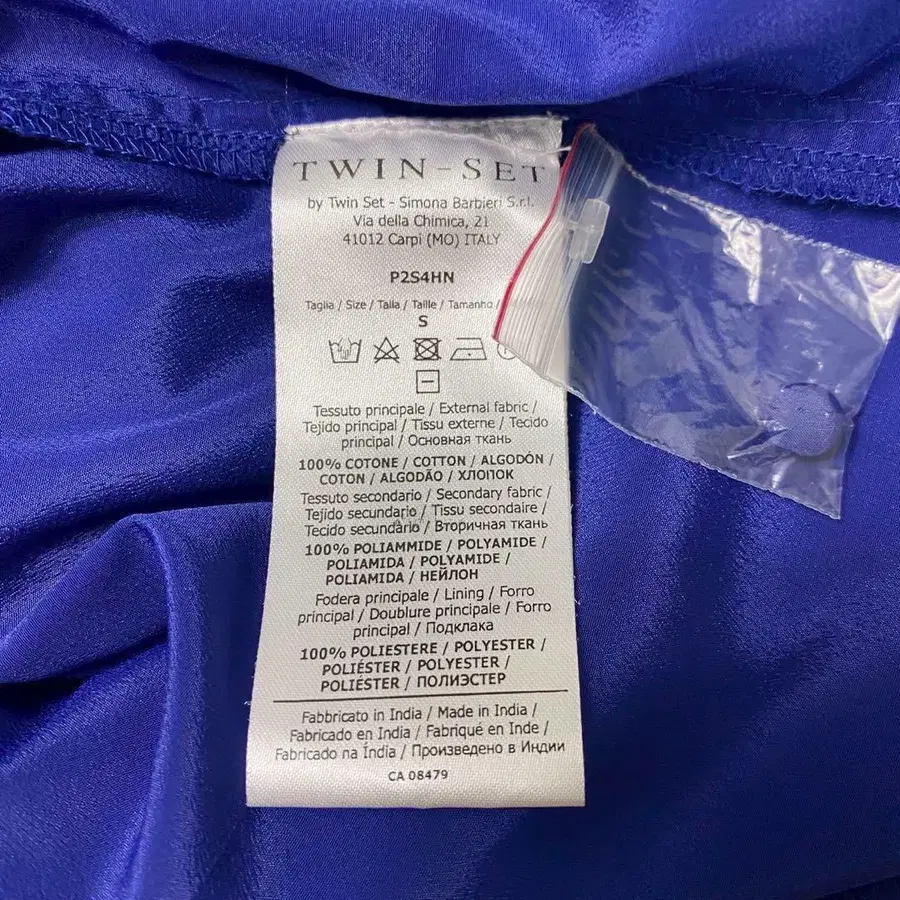 TWIN-SET
by Twin Set - Simona Barbieri S.r.l.
Via della Chimica, 21
41012 Carpi (MO) ITALY
P2S4HN
Taglia / Size / Talla / Taille / Tamanho /
S
Tessuto principale / External fabric /
Tejido principal / Tissu externe / Tecido
principal / Основная ткань
100% COTONE / COTTON / ALGODÓN /
COTON / ALGODÃO / ХЛОПОК
Tessuto secondario / Secondary fabric /
Tejido secundario / Tissu secondaire /
Tecido secundário / Вторичная ткань
100% POLIAMMIDE / POLYAMIDE /
POLIAMIDA / POLYAMIDE /
POLIAMIDA / НЕЙЛОН
Fodera principale / Lining / Forro
principal / Doublure principale / Forro
principal / Подкладка
100% POLIESTERE / POLYESTER /
POLIÉSTER / POLYESTER /
POLIÉSTER / ПОЛИЭСТЕР
Fabbricato in India / Made in India /
Fabricado en India / Fabriqué en Inde /
Fabricado na Índia / Произведено в Индии
CA 08479